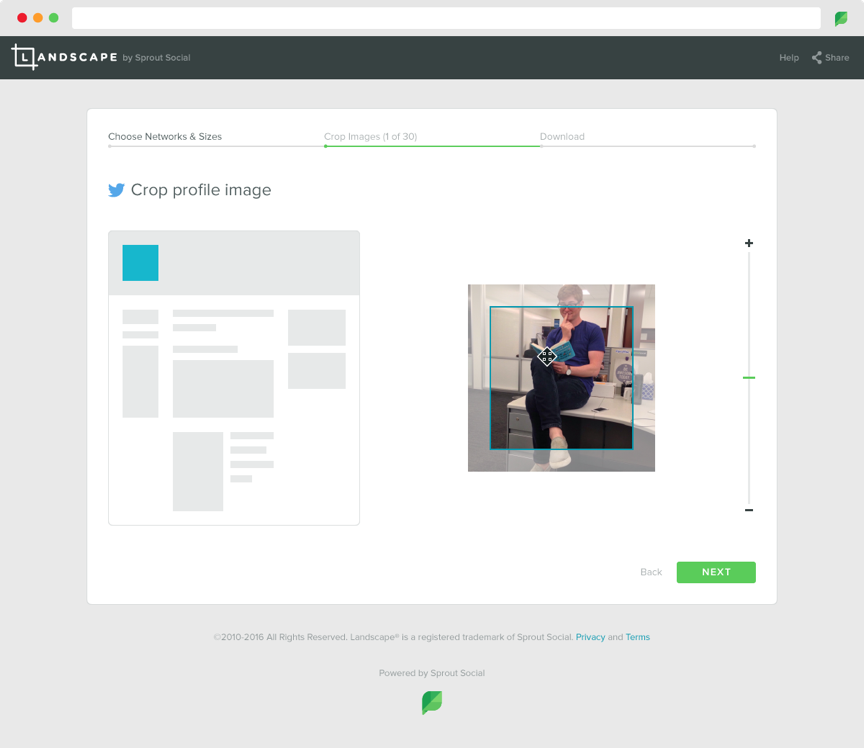 LANDSCAPE by Sprout Social
Help
Share
Choose Networks & Sizes
Crop Images (1 of 30)
Download
Crop profile image
+
−
Back
NEXT
©2010-2016 All Rights Reserved. Landscape® is a registered trademark of Sprout Social. Privacy and Terms
Powered by Sprout Social